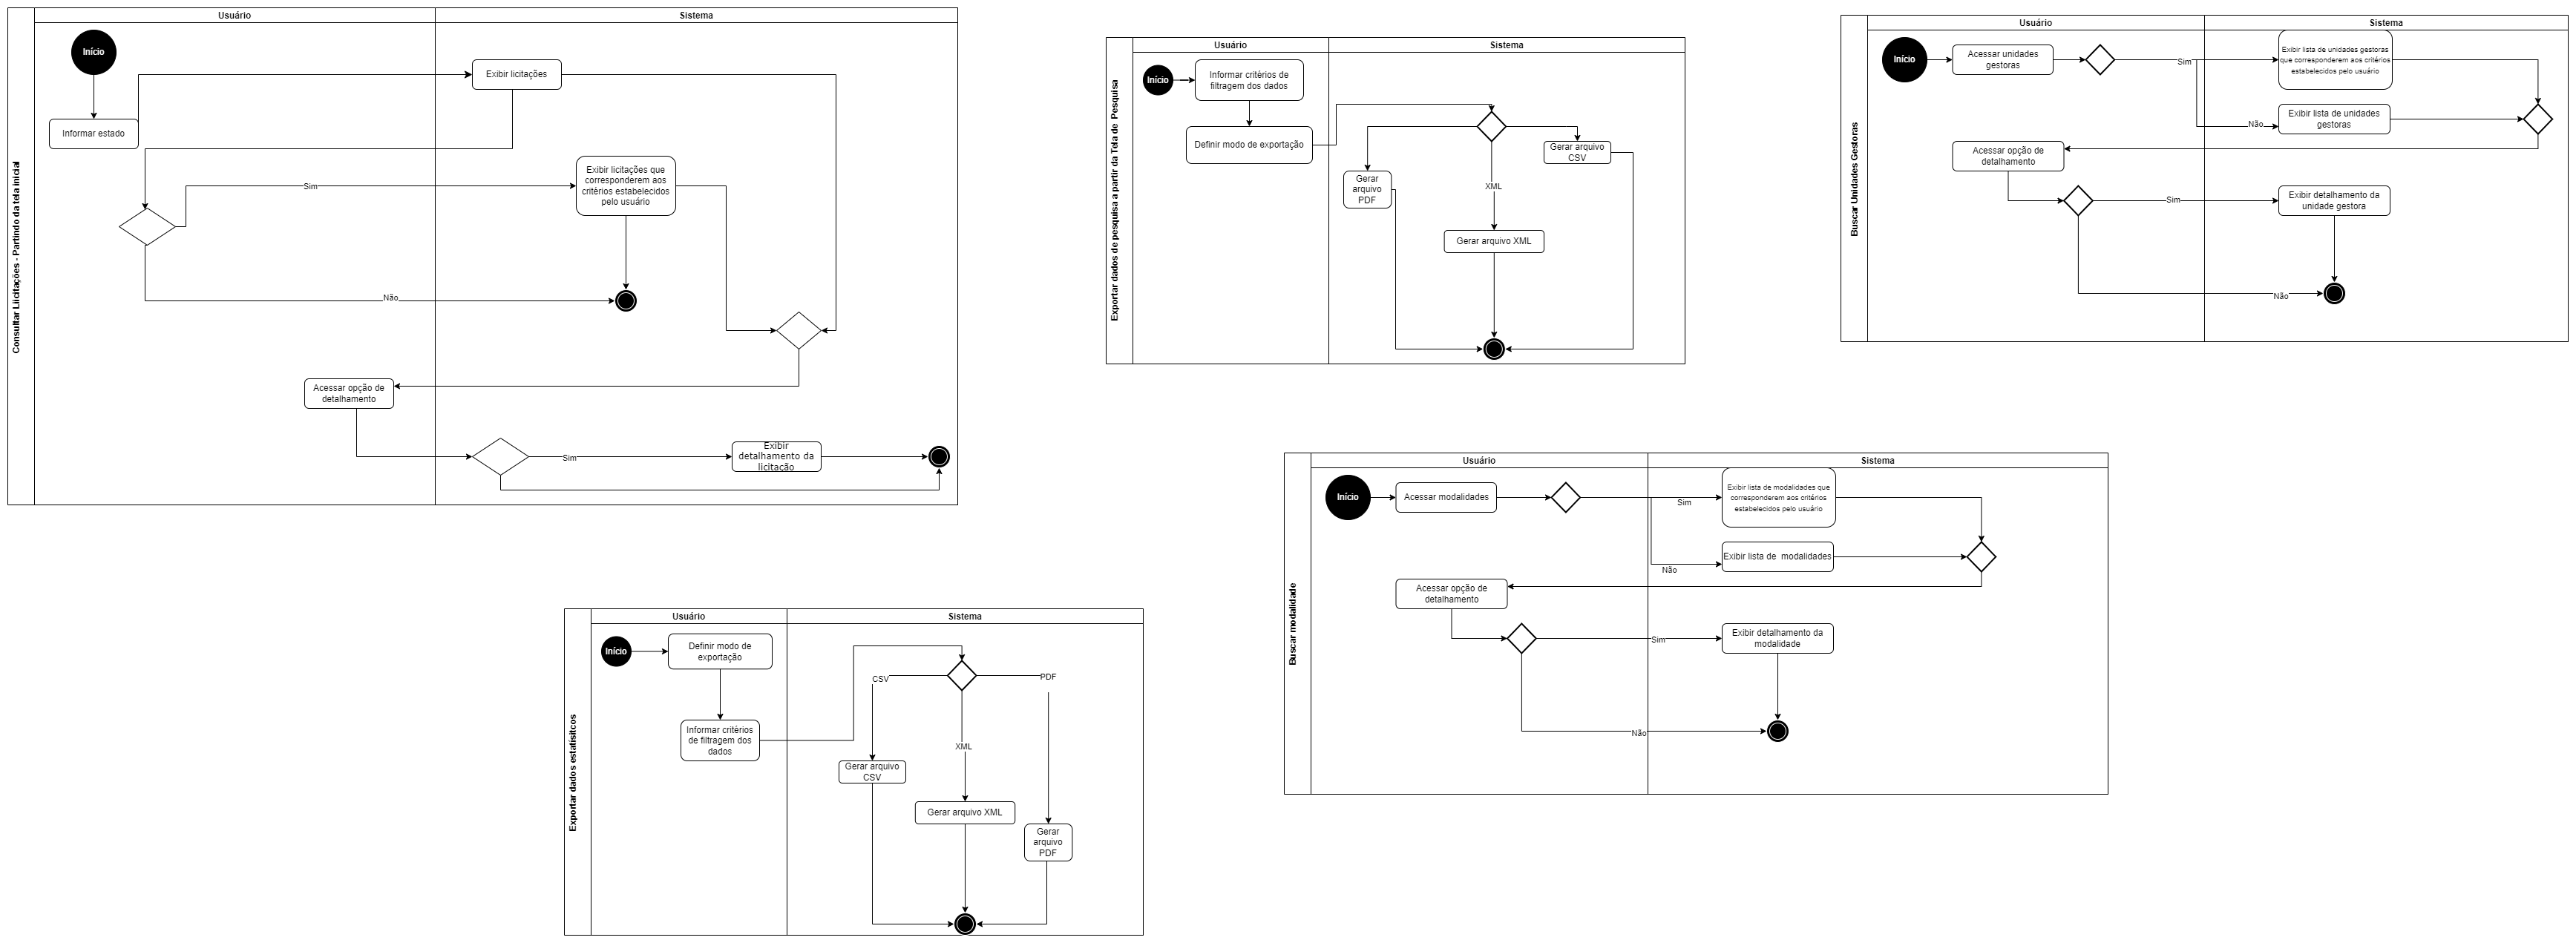 Consultar Liicitações - Partindo da tela inicial
Usuário
Sistema
Início
Informar estado
Exibir licitações
Exibir licitações que
corresponderem aos
critérios estabelecidos
pelo usuário
Sim
Não
Acessar opção de
detalhamento
Sim
Exibir
detalhamento da
licitação
Exportar dados de pesquisa a partir da Tela de Pesquisa
Usuário
Sistema
Início
Informar critérios de
filtragem dos dados
Definir modo de exportação
Gerar arquivo
CSV
Gerar
arquivo
PDF
XML
Gerar arquivo XML
Buscar Unidades Gestoras
Usuário
Sistema
Início
Acessar unidades
gestoras
Sim
Exibir lista de unidades gestoras
que corresponderem aos critérios
estabelecidos pelo usuário
Não
Exibir lista de unidades
gestoras
Acessar opção de
detalhamento
Sim
Exibir detalhamento da
unidade gestora
Não
Buscar modalidade
Usuário
Sistema
Início
Acessar modalidades
Sim
Exibir lista de modalidades que
corresponderem aos critérios
estabelecidos pelo usuário
Não
Exibir lista de modalidades
Acessar opção de
detalhamento
Sim
Exibir detalhamento da
modalidade
Não
Exportar dados estatísitcos
Usuário
Sistema
Início
Definir modo de
exportação
Informar critérios
de filtragem dos
dados
CSV
PDF
XML
Gerar arquivo
CSV
Gerar arquivo XML
Gerar
arquivo
PDF